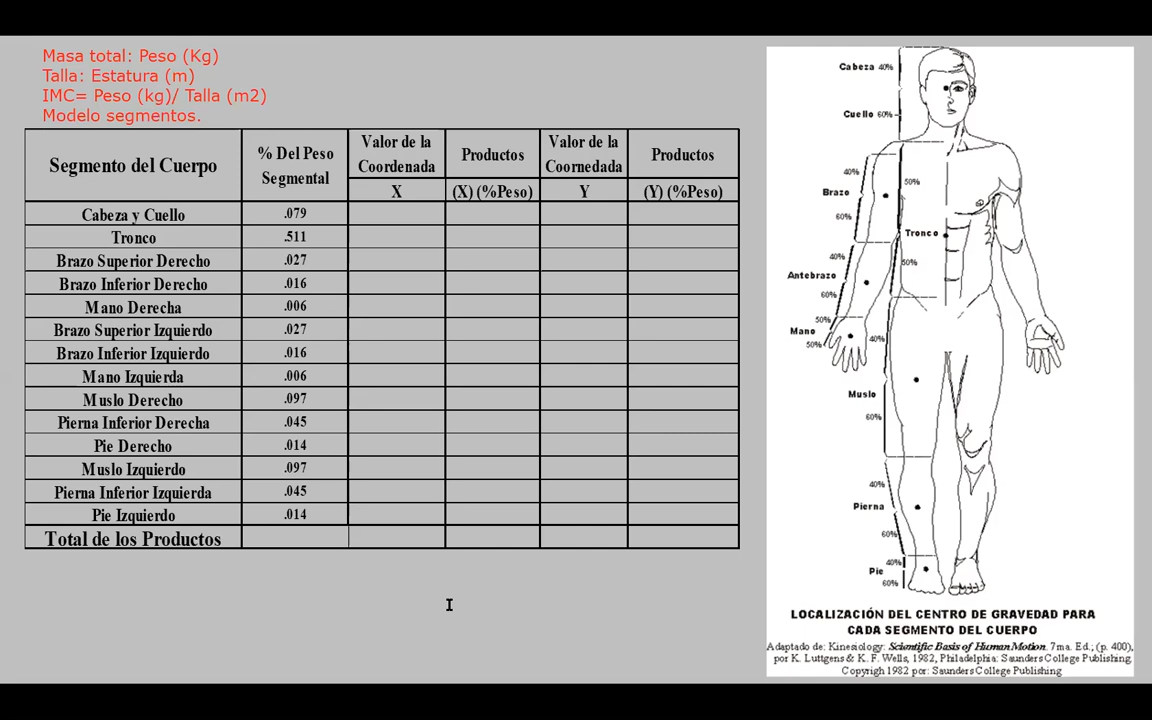 Masa total: Peso (Kg)
Talla: Estatura (m)
IMC= Peso (kg)/ Talla (m2)
Modelo segmentos.
Segmento del Cuerpo
% Del Peso Segmental
Valor de la Coordenada
Productos
Valor de la Coornedada
Productos
X
(X) (%Peso)
Y
(Y) (%Peso)
Cabeza y Cuello .079
Tronco .511
Brazo Superior Derecho .027
Brazo Inferior Derecho .016
Mano Derecha .006
Brazo Superior Izquierdo .027
Brazo Inferior Izquierdo .016
Mano Izquierda .006
Muslo Derecho .097
Pierna Inferior Derecha .045
Pie Derecho .014
Muslo Izquierdo .097
Pierna Inferior Izquierda .045
Pie Izquierdo .014
Total de los Productos
Cabeza 40%
Cuello 60%
40%
50%
Brazo
60%
Tronco
40%
50%
Antebrazo
60%
50%
Mano
50%
40%
Muslo
60%
40%
Pierna
60%
40%
Pie
60%
LOCALIZACIÓN DEL CENTRO DE GRAVEDAD PARA
CADA SEGMENTO DEL CUERPO
Adaptado de: Kinesiology: Scientific Basis of Human Motion. 7ma. Ed.; (p. 400),
por K. Luttgens & K. F. Wells, 1982, Philadelphia: Saunders College Publishing.
Copyrigh 1982 por: Saunders College Publishing